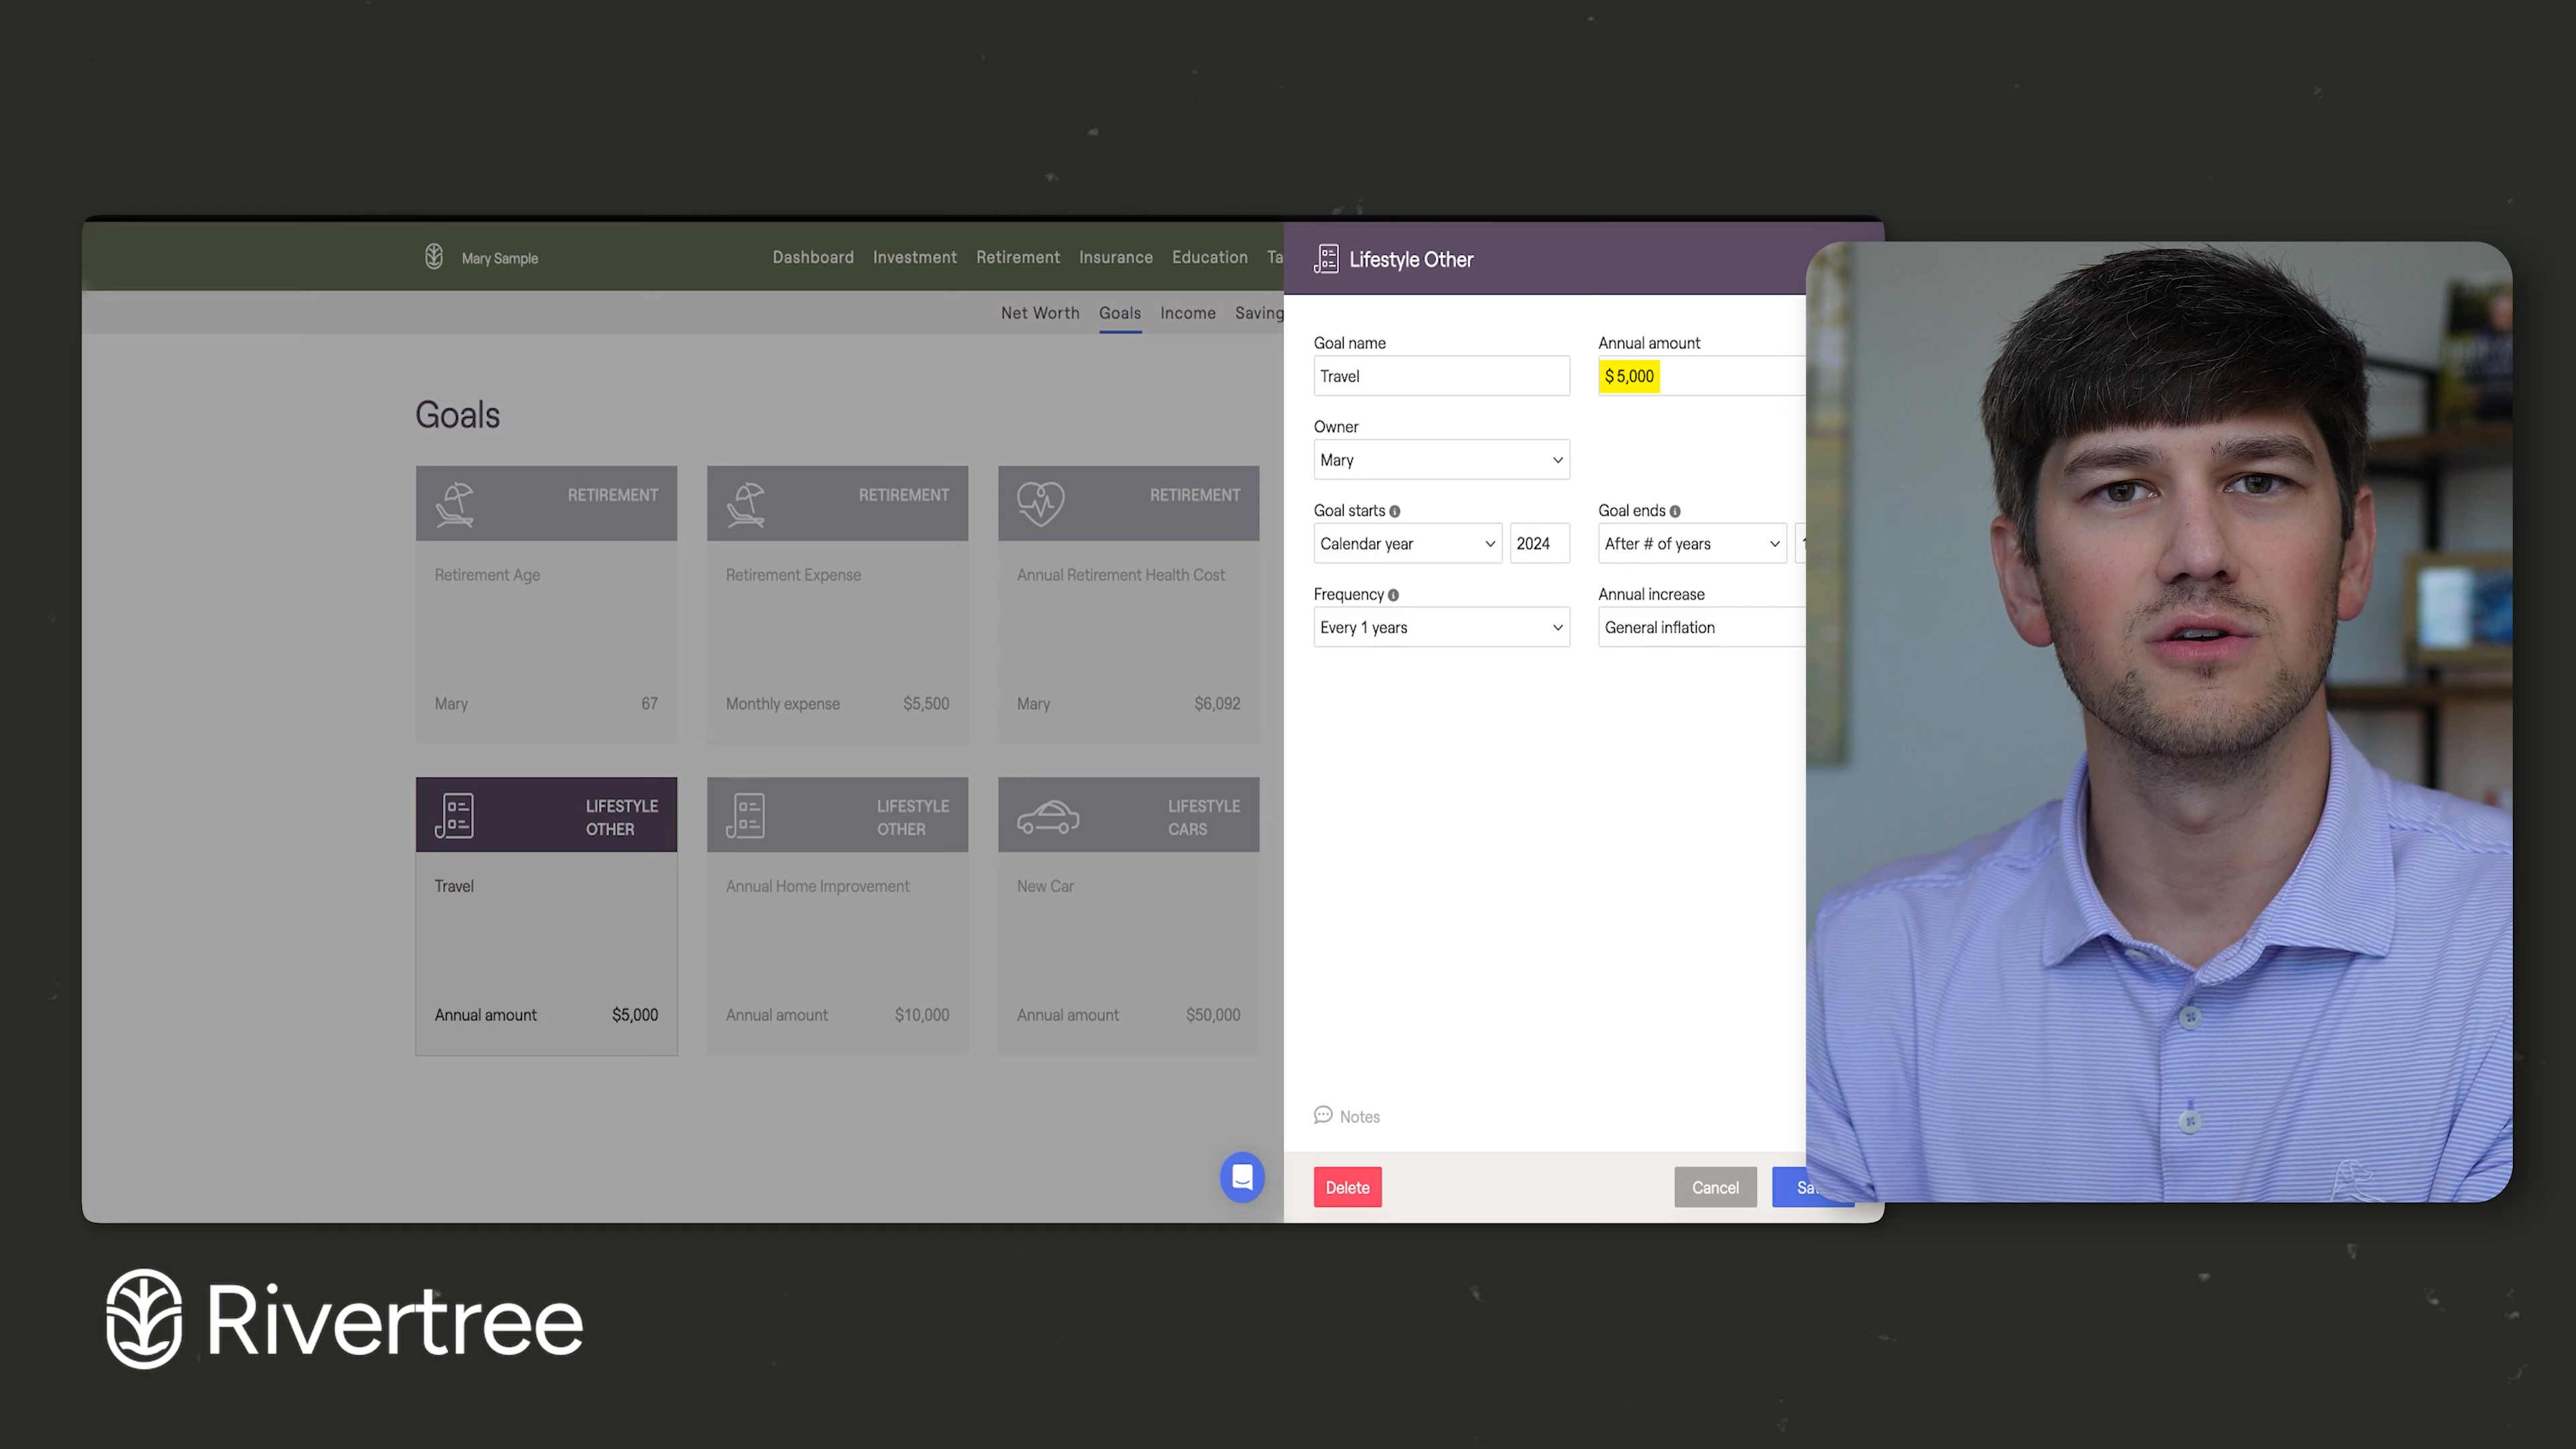 Mary Sample
Dashboard Investment Retirement Insurance Education
Net Worth Goals Income
Goals
RETIREMENT
Retirement Age
Mary 67
RETIREMENT
Retirement Expense
Monthly expense $5,500
RETIREMENT
Annual Retirement Health Cost
Mary $6,092
LIFESTYLE
OTHER
Travel
Annual amount $5,000
LIFESTYLE
OTHER
Annual Home Improvement
Annual amount $10,000
LIFESTYLE
CARS
New Car
Annual amount $50,000
Lifestyle Other
Goal name
Travel
Annual amount
$ 5,000
Owner
Mary
Goal starts
Calendar year 2024
Goal ends
After # of years
Frequency
Every 1 years
Annual increase
General inflation
Notes
Delete Cancel
Rivertree